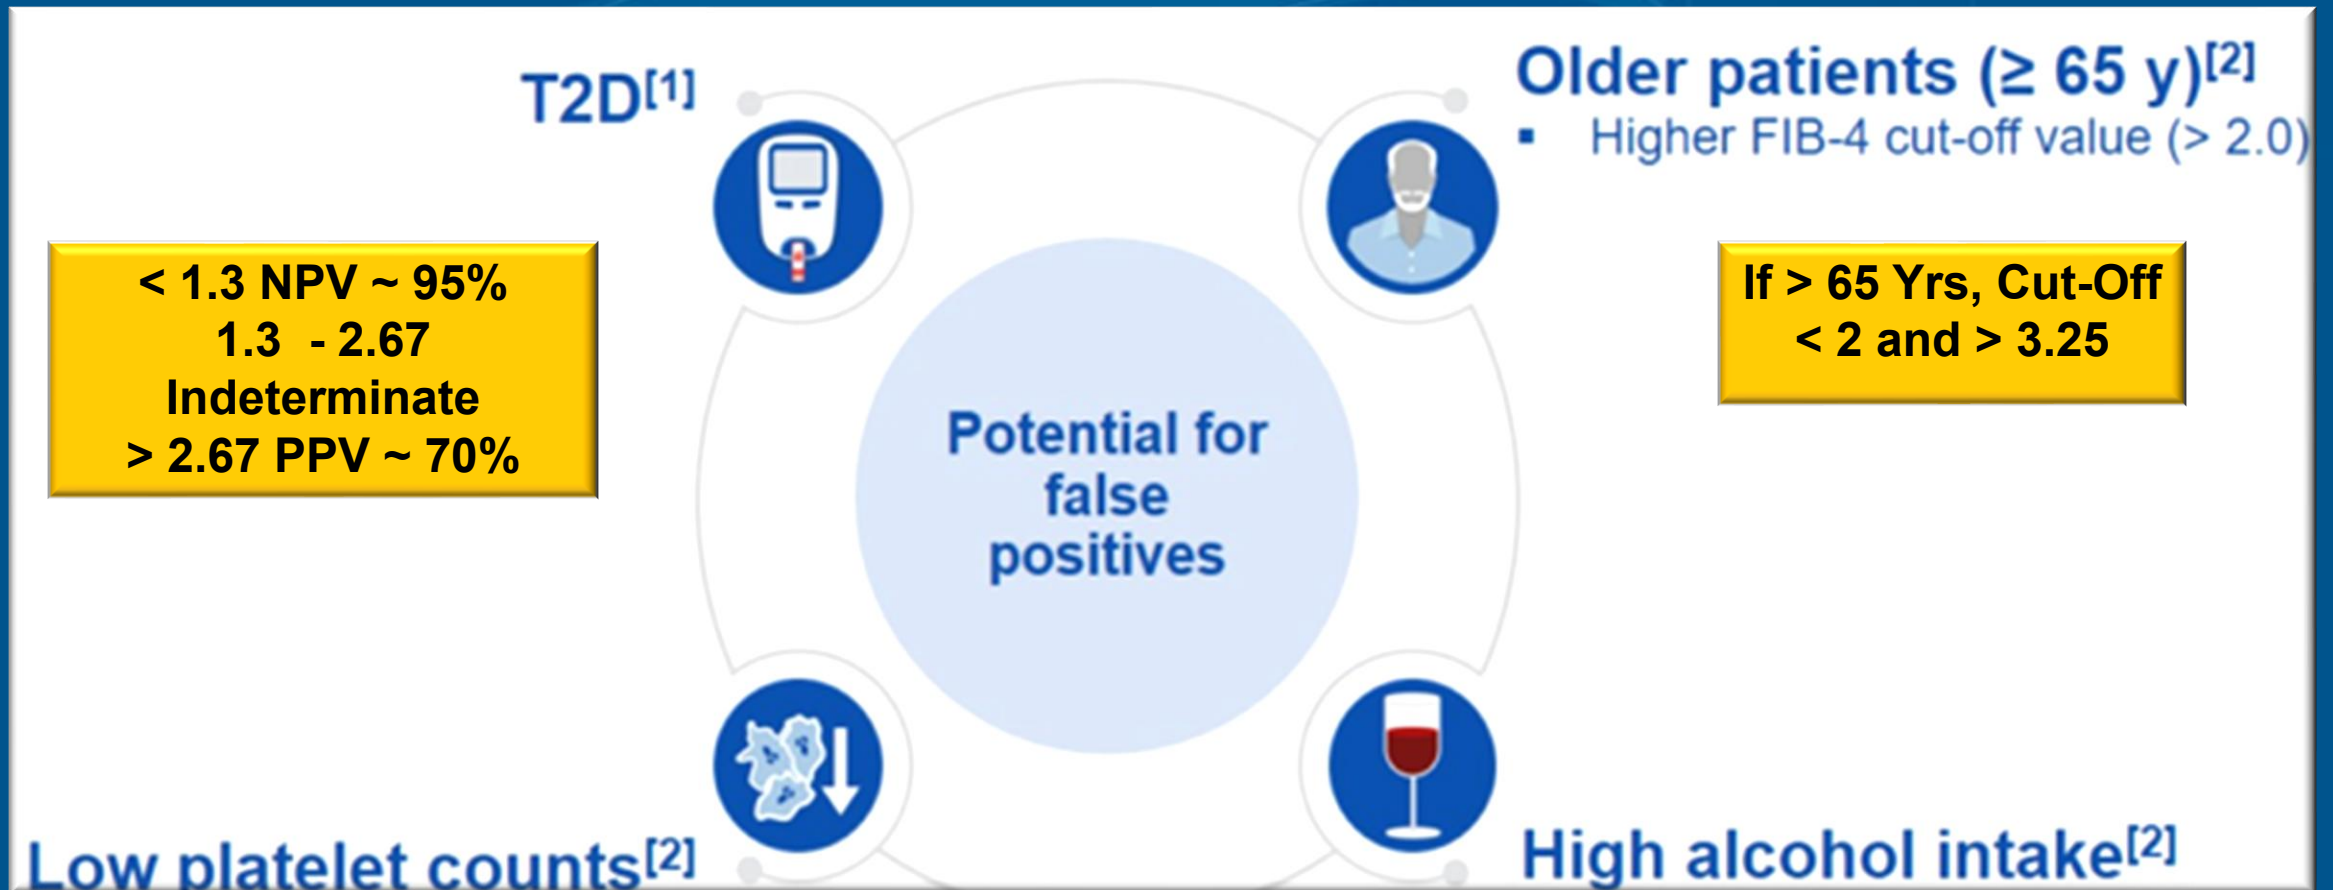 T2D[1]
Older patients (≥ 65 y)[2]
▪ Higher FIB-4 cut-off value (> 2.0)
< 1.3 NPV ~ 95%
1.3 - 2.67
Indeterminate
> 2.67 PPV ~ 70%
If > 65 Yrs, Cut-Off
< 2 and > 3.25
Potential for
false
positives
Low platelet counts[2]
High alcohol intake[2]